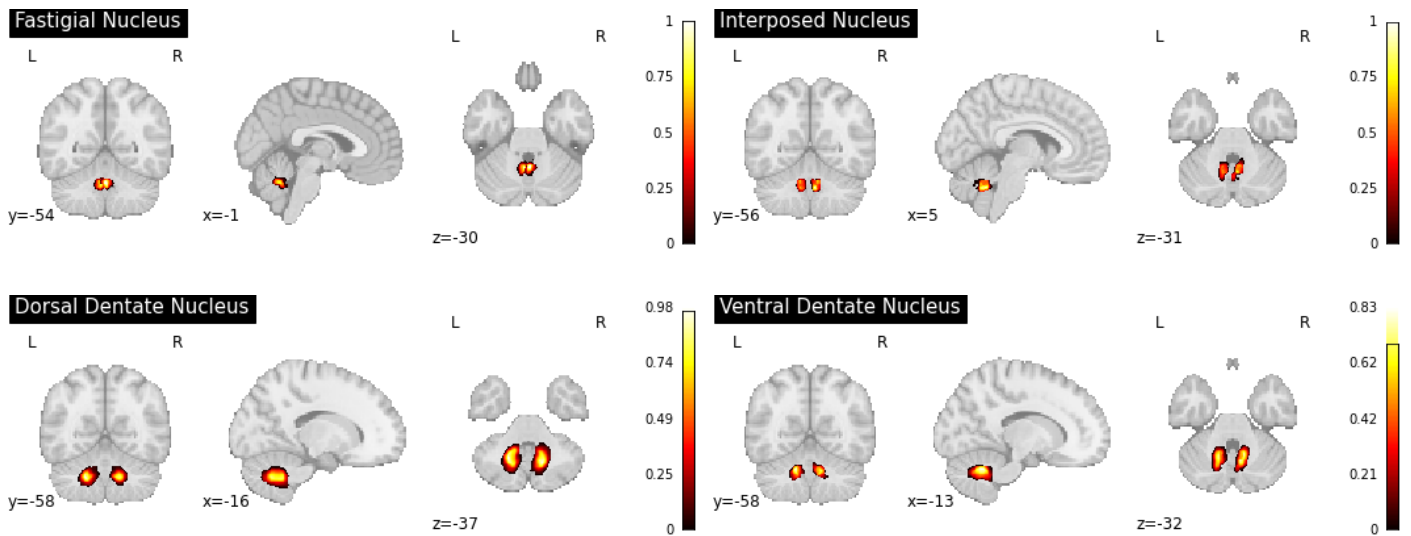 Fastigial Nucleus
L R
L R
1
0.75
0.5
0.25
0
y=-54 x=-1 z=-30
Interposed Nucleus
L R
L R
1
0.75
0.5
0.25
0
y=-56 x=5 z=-31
Dorsal Dentate Nucleus
L R
L R
0.98
0.74
0.49
0.25
0
y=-58 x=-16 z=-37
Ventral Dentate Nucleus
L R
L R
0.83
0.62
0.42
0.21
0
y=-58 x=-13 z=-32